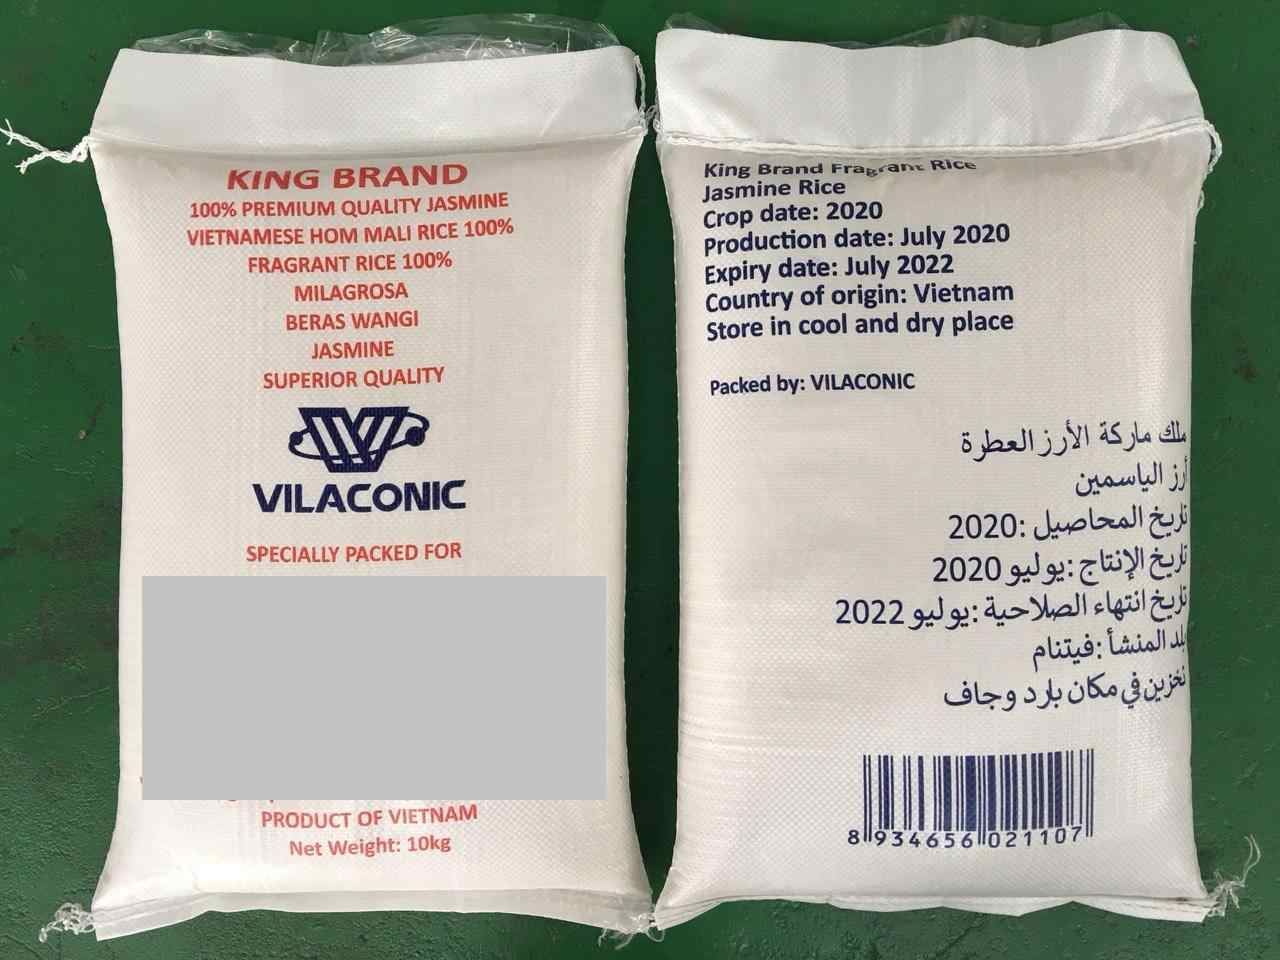 KING BRAND
100% PREMIUM QUALITY JASMINE
VIETNAMESE HOM MALI RICE 100%
FRAGRANT RICE 100%
MILAGROSA
BERAS WANGI
JASMINE
SUPERIOR QUALITY
VILACONIC
SPECIALLY PACKED FOR
PRODUCT OF VIETNAM
Net Weight: 10kg
King Brand Fragrant Rice
Jasmine Rice
Crop date: 2020
Production date: July 2020
Expiry date: July 2022
Country of origin: Vietnam
Store in cool and dry place
Packed by: VILACONIC
ملك ماركة الأرز العطرة
أرز الياسمين
تاريخ المحاصيل :2020
تاريخ الإنتاج :يوليو 2020
تاريخ انتهاء الصلاحية :يوليو 2022
بلد المنشأ :فيتنام
تخزين في مكان بارد وجاف
8 934656 021107